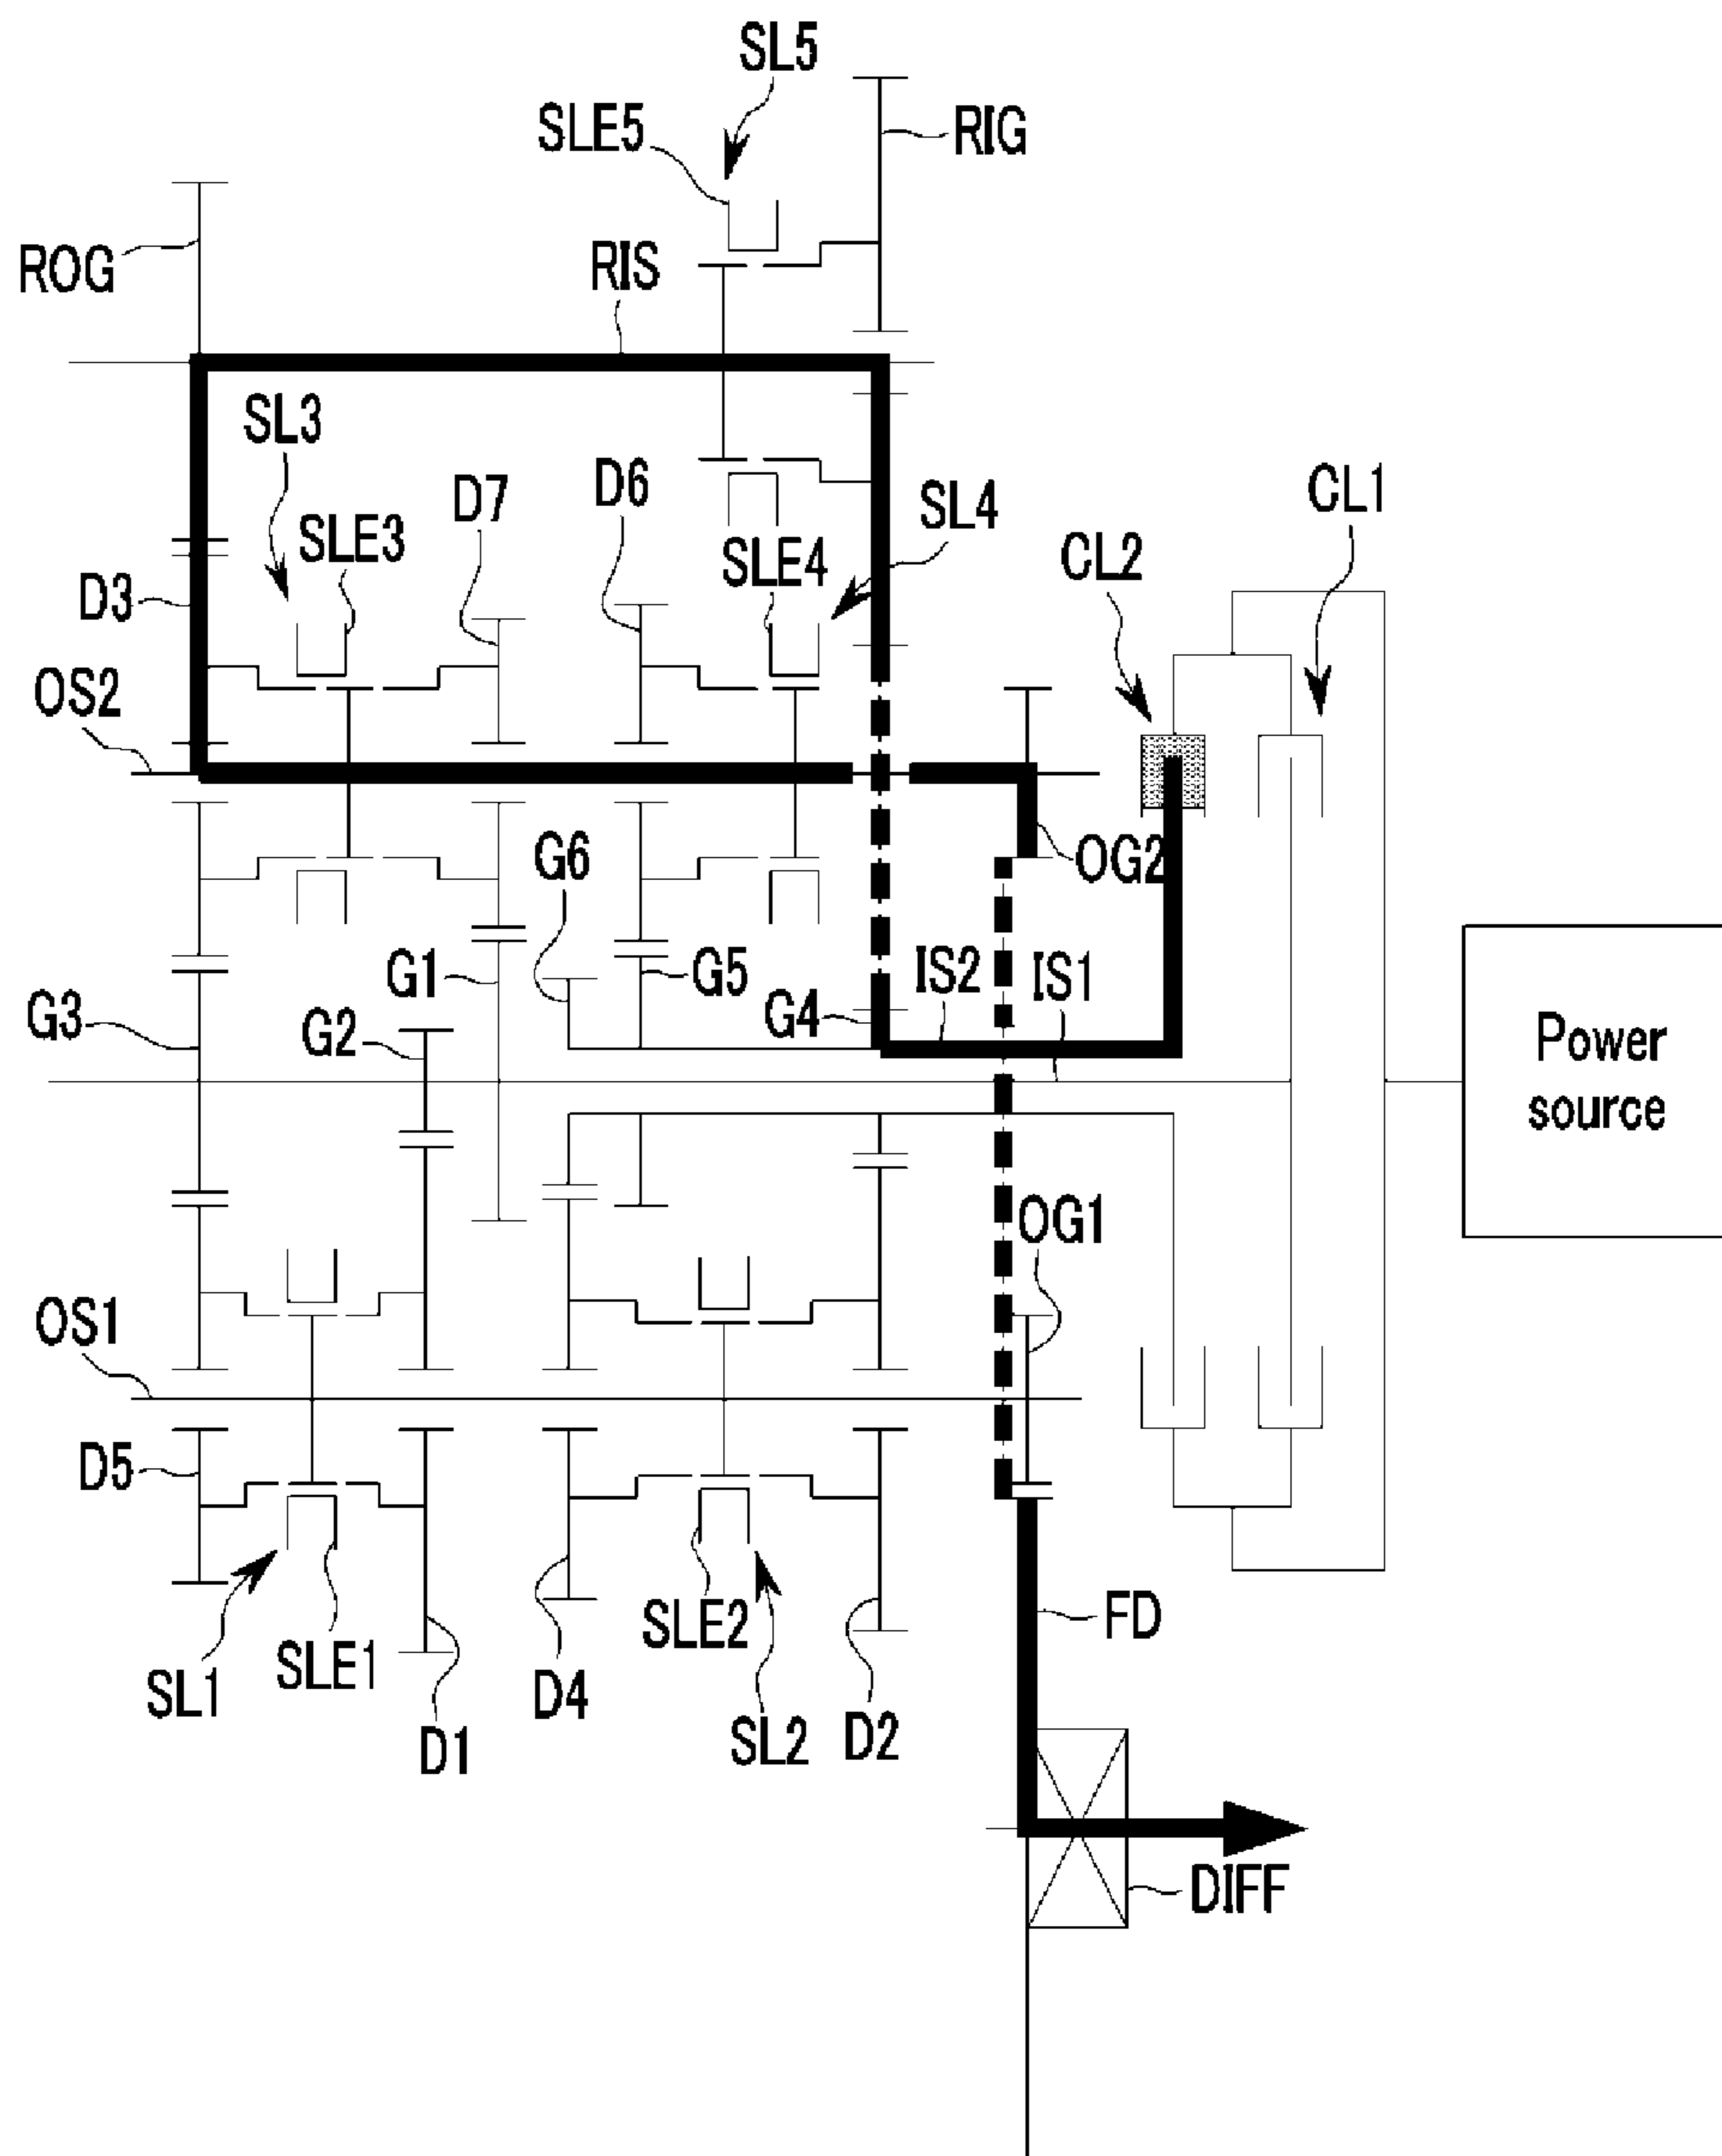 SL5
SLE5
RIG
ROG
RIS
SL3
D7
D6
SL4
CL1
SLE3
SLE4
CL2
D3
OS2
G6
OG2
G1
G5
IS2
IS1
G3
G2
G4
Power
source
OG1
OS1
D5
SLE2
FD
SL1
SLE1
D4
D1
SL2
D2
DIFF